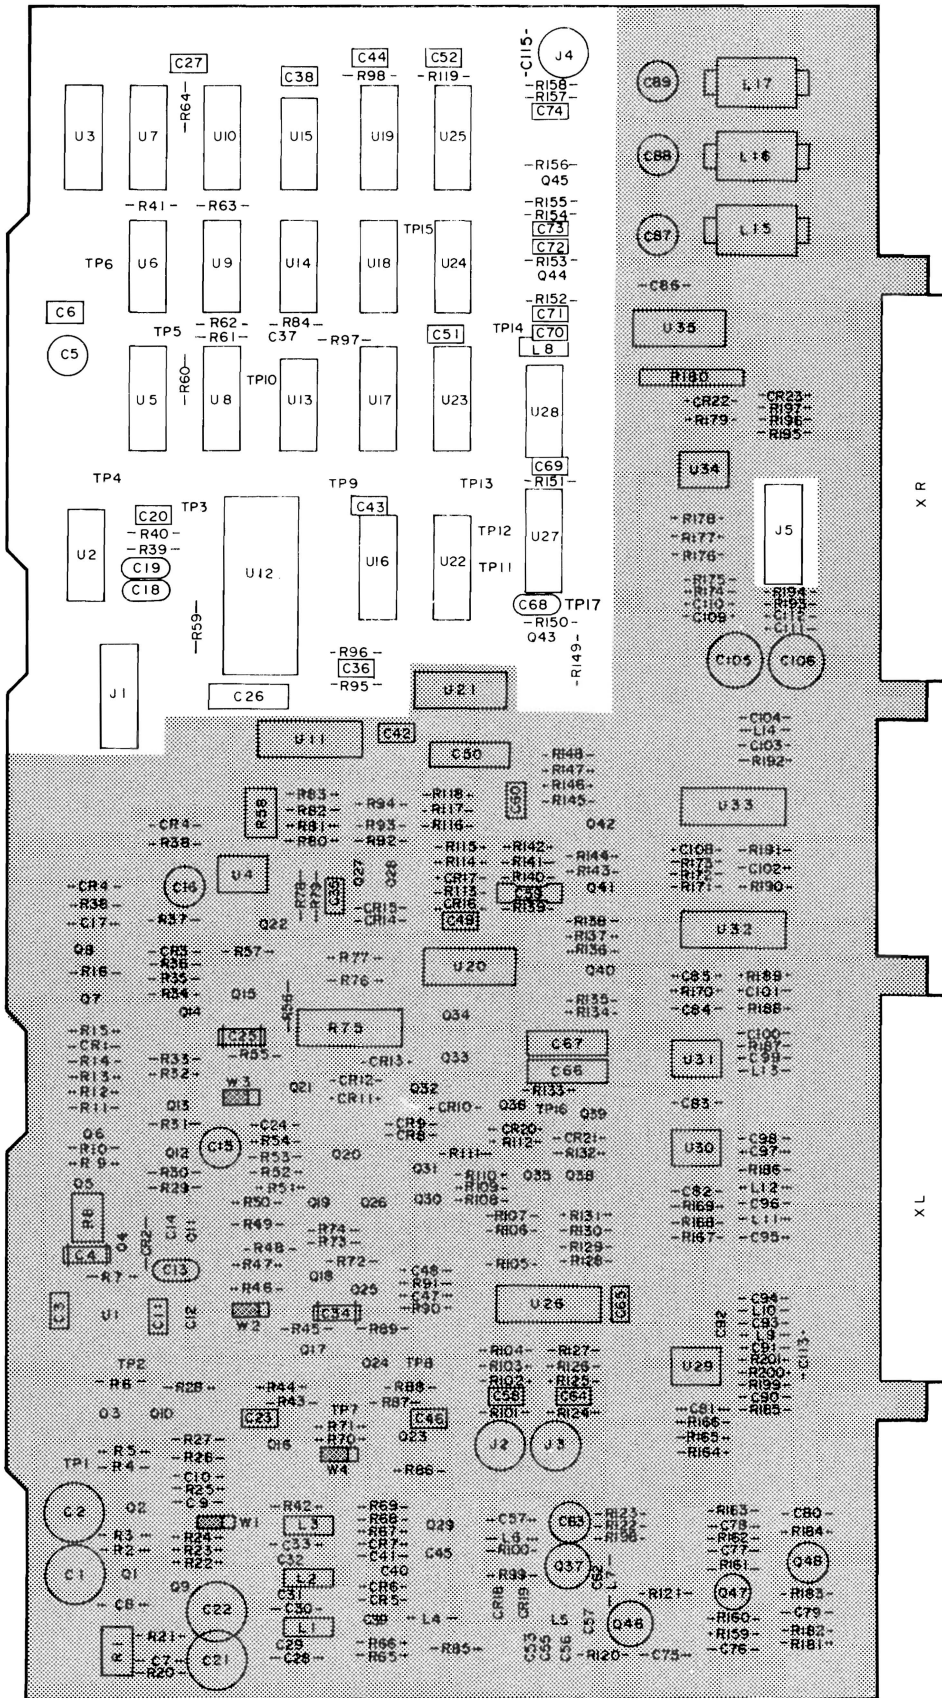 C27
C44
C52
-C115-
J4
C38
-R98-
-R119-
-R158-
-R157-
C74
C89
L17
-R64-
U3
U7
U10
U15
U19
U25
C88
L16
-R156-
Q45
-R41-
-R63-
-R155-
-R154-
C73
C72
-R153-
Q44
TP15
C87
L15
TP6
U6
U9
U14
U18
U24
-C86-
C6
-R152-
C71
C70
TP14
L8
U35
C5
TP5
-R62-
-R61-
-R84-
C37
-R97-
C51
-R60-
TP10
R180
-CR22-
-R179-
-CR23-
-R197-
-R196-
-R195-
U5
U8
U13
U17
U23
U28
C69
-R151-
U34
TP4
TP3
TP9
TP13
C20
-R40-
-R39-
C19
C18
C43
TP12
TP11
U2
U12
U16
U22
U27
-R178-
-R177-
-R176-
J5
XR
-R175-
-R174-
-C110-
-C109-
-R194-
-R193-
-C112-
-C111-
-R59-
C68
TP17
-R150-
Q43
-R149-
-R96-
C36
-R95-
C105
C106
J1
C26
U21
U11
C42
C50
-C104-
-L14-
-C103-
-R192-
-R148-
-R147-
-R146-
-R145-
C60
Q42
R58
-R83-
-R82-
-R81-
-R80-
-R94-
-R93-
-R92-
-R118-
-R117-
-R116-
U33
-CR4-
-R38-
-R115-
-R114-
-CR17-
-R113-
-CR16-
C49
-R142-
-R141-
-R140-
-R139-
-R144-
-R143-
Q41
-C108-
-R173-
-R172-
-R171-
-R191-
-C102-
-R190-
C16
U4
-R78-
-R79-
Q27
Q28
-CR15-
-CR14-
-CR4-
-R38-
-C17-
-R37-
Q22
-R138-
-R137-
-R136-
U32
Q8
-R16-
Q7
-CR3-
-R36-
-R35-
-R34-
Q14
-R57-
Q15
-R56-
-R77-
-R76-
U20
Q40
-C85-
-R170-
-C84-
-R189-
-C101-
-R188-
-R135-
-R134-
-R15-
-CR1-
-R14-
-R13-
-R12-
-R11-
C25
-R55-
R75
Q34
C67
C66
-R133-
-C100-
-R187-
-C99-
-L13-
U31
-R33-
-R32-
W3
Q21
-CR13-
-CR12-
-CR11-
Q33
Q32
-CR10-
Q36
TP16
Q39
-C83-
Q13
-R31-
Q6
-R10-
-R9-
Q12
C15
-C24-
-R54-
-R53-
-R52-
-R51-
Q20
-CR9-
-CR8-
-R111-
-CR20-
-R112-
-CR21-
-R132-
U30
-C98-
-C97-
-R186-
Q31
-R110-
-R109-
-R108-
Q35
Q38
Q5
-R30-
-R29-
-R50-
Q19
Q26
Q30
-C82-
-R169-
-R168-
-R167-
-L12-
-C96-
-L11-
-C95-
XL
R8
Q4
-CR2-
C14
Q11
-R49-
-R48-
-R47-
-R46-
-R74-
-R73-
-R72-
-R107-
-R106-
-R105-
-R131-
-R130-
-R129-
-R128-
C4
-R7-
C13
Q18
Q25
-C48-
-R91-
-C47-
-R90-
C3
U1
C11
C12
W2
C34
-R45-
-R89-
Q17
U26
C65
C92
-C94-
-L10-
-C93-
-L9-
-C91-
-R201-
-R200-
-R199-
-C90-
-R185-
-C113-
TP2
-R6-
Q3
Q10
-R28-
-R44-
-R43-
C23
Q24
TP8
-R88-
-R87-
C46
Q23
-R104-
-R103-
-R102-
C58
-R101-
-R127-
-R126-
-R125-
C64
-R124-
U29
-C81-
-R166-
-R165-
-R164-
TP7
-R71-
-R70-
W4
Q16
J2
J3
-R5-
-R4-
TP1
-R27-
-R26-
-C10-
-R25-
-C9-
-R86-
C2
Q2
-R3-
-R2-
Q1
C1
W1
-R24-
-R23-
-R22-
-R42-
L3
-C33-
C32
L2
C31
-C30-
L1
-R69-
-R68-
-R67-
-CR7-
-C41-
C40
-CR6-
-CR5-
C39
Q29
C45
L4
-C57-
-L6-
-R100-
-R99-
C63
Q37
C62
-L7-
-R123-
-R122-
-R198-
-R163-
-C78-
-R162-
-C77-
-R161-
-C80-
-R184-
Q48
-C8-
Q9
C22
CR18
CR19
L5
C57
Q46
-R121-
Q47
-R160-
-R159-
-C76-
-R183-
-C79-
-R182-
-R181-
R1
-R21-
-C7-
-R20-
C21
-C29-
-C28-
-R66-
-R65-
-R85-
C53
C55
C56
-R120-
-C75-